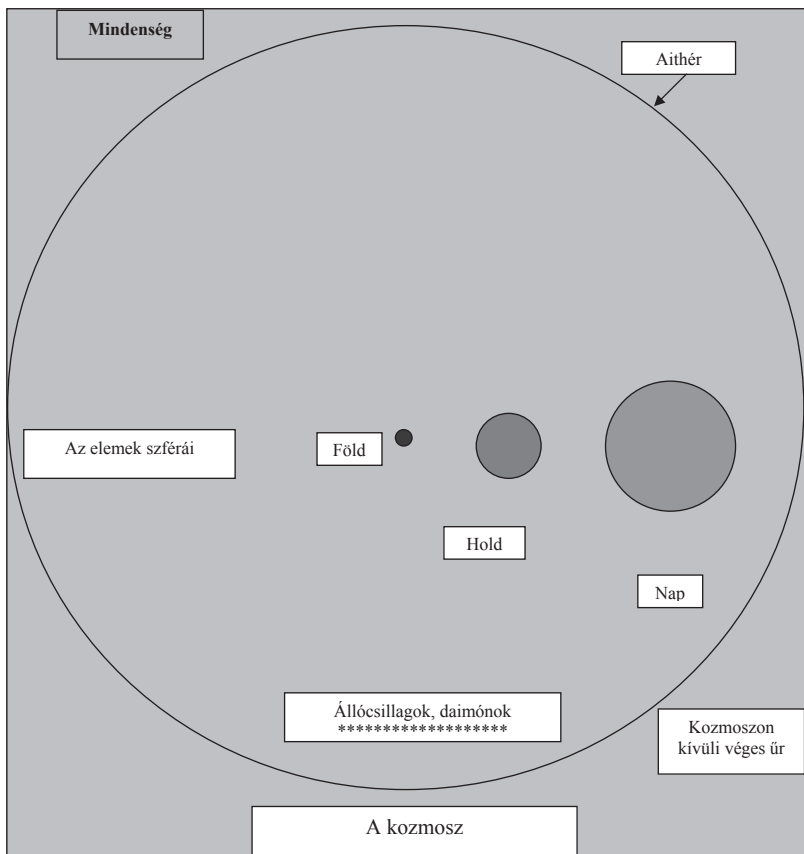 Mindenség
Aithér
Az elemek szférái
Föld
Hold
Nap
Állócsillagok, daimónok
*******************
Kozmoszon
kívüli véges űr
A kozmosz